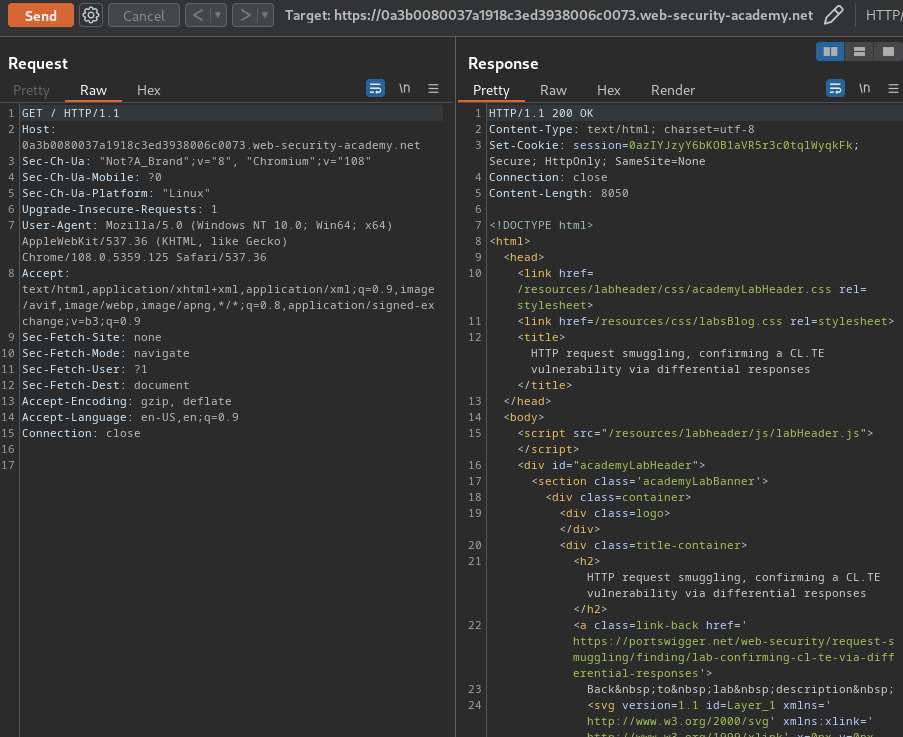 Send
Cancel
Target: https://0a3b0080037a1918c3ed3938006c0073.web-security-academy.net
HTTP/
Request
Pretty Raw Hex
\n
1 GET / HTTP/1.1
2 Host:
0a3b0080037a1918c3ed3938006c0073.web-security-academy.net
3 Sec-Ch-Ua: "Not?A_Brand";v="8", "Chromium";v="108"
4 Sec-Ch-Ua-Mobile: ?0
5 Sec-Ch-Ua-Platform: "Linux"
6 Upgrade-Insecure-Requests: 1
7 User-Agent: Mozilla/5.0 (Windows NT 10.0; Win64; x64)
AppleWebKit/537.36 (KHTML, like Gecko)
Chrome/108.0.5359.125 Safari/537.36
8 Accept:
text/html,application/xhtml+xml,application/xml;q=0.9,image
/avif,image/webp,image/apng,*/*;q=0.8,application/signed-ex
change;v=b3;q=0.9
9 Sec-Fetch-Site: none
10 Sec-Fetch-Mode: navigate
11 Sec-Fetch-User: ?1
12 Sec-Fetch-Dest: document
13 Accept-Encoding: gzip, deflate
14 Accept-Language: en-US,en;q=0.9
15 Connection: close
16
17
Response
Pretty Raw Hex Render
\n
1 HTTP/1.1 200 OK
2 Content-Type: text/html; charset=utf-8
3 Set-Cookie: session=0azIYJzyY6bKOB1aVR5r3c0tqlWyqkFk;
Secure; HttpOnly; SameSite=None
4 Connection: close
5 Content-Length: 8050
6
7 <!DOCTYPE html>
8 <html>
9 <head>
10 <link href=
/resources/labheader/css/academyLabHeader.css rel=
stylesheet>
11 <link href=/resources/css/labsBlog.css rel=stylesheet>
12 <title>
HTTP request smuggling, confirming a CL.TE
vulnerability via differential responses
</title>
13 </head>
14 <body>
15 <script src="/resources/labheader/js/labHeader.js">
</script>
16 <div id="academyLabHeader">
17 <section class='academyLabBanner'>
18 <div class=container>
19 <div class=logo>
</div>
20 <div class=title-container>
21 <h2>
HTTP request smuggling, confirming a CL.TE
vulnerability via differential responses
</h2>
22 <a class=link-back href='
https://portswigger.net/web-security/request-s
muggling/finding/lab-confirming-cl-te-via-diff
erential-responses'>
23 Back&nbsp;to&nbsp;lab&nbsp;description&nbsp;
24 <svg version=1.1 id=Layer_1 xmlns='
http://www.w3.org/2000/svg' xmlns:xlink='
http://www.w3.org/1999/xlink' x=0px y=0px